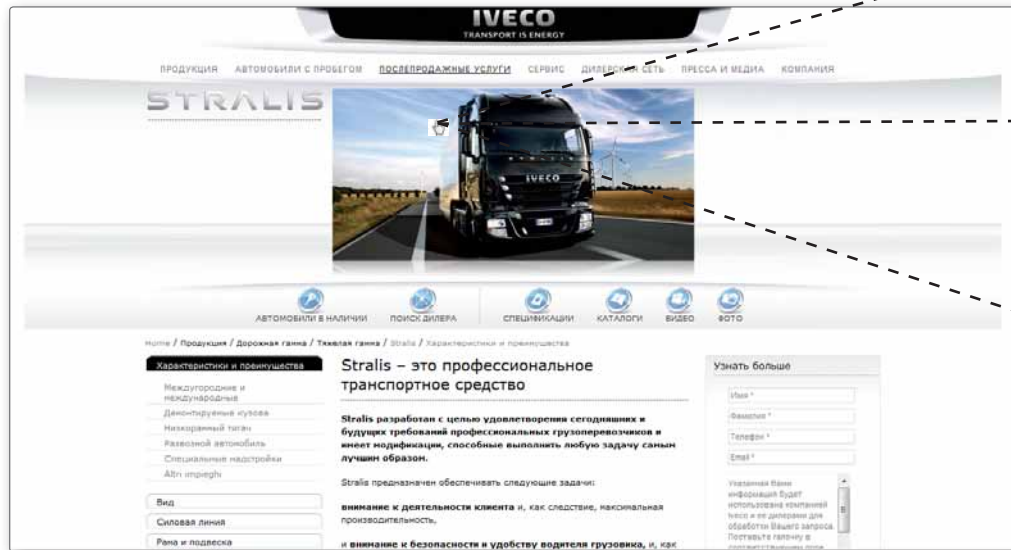 IVECO
TRANSPORT IS ENERGY
ПРОДУКЦИЯ АВТОМОБИЛИ С ПРОБЕГОМ ПОСЛЕПРОДАЖНЫЕ УСЛУГИ СЕРВИС ДИЛЕРСКАЯ СЕТЬ ПРЕССА И МЕДИА КОМПАНИЯ
STRALIS
STRALIS
IVECO
АВТОМОБИЛИ В НАЛИЧИИ ПОИСК ДИЛЕРА СПЕЦИФИКАЦИИ КАТАЛОГИ ВИДЕО ФОТО
Home / Продукция / Дорожная гамма / Тяжелая гамма / Stralis / Характеристики и преимущества
Характеристики и преимущества
Междугородние и
международные
Демонтируемые кузова
Низкорамный тягач
Развозной автомобиль
Специальные надстройки
Altri impieghi
Вид
Силовая линия
Рама и подвеска
Stralis – это профессиональное
транспортное средство
Stralis разработан с целью удовлетворения сегодняшних и
будущих требований профессиональных грузоперевозчиков и
имеет модификации, способные выполнить любую задачу самым
лучшим образом.
Stralis предназначен обеспечивать следующие задачи:
внимание к деятельности клиента и, как следствие, максимальная
производительность,
и внимание к безопасности и удобству водителя грузовика, и, как
Узнать больше
Имя *
Фамилия *
Телефон *
Email *
Указанная Вами
информация будет
использована компанией
Iveco и ее дилерами для
обработки Вашего запроса.
Поставьте галочку в
соответствующем поле